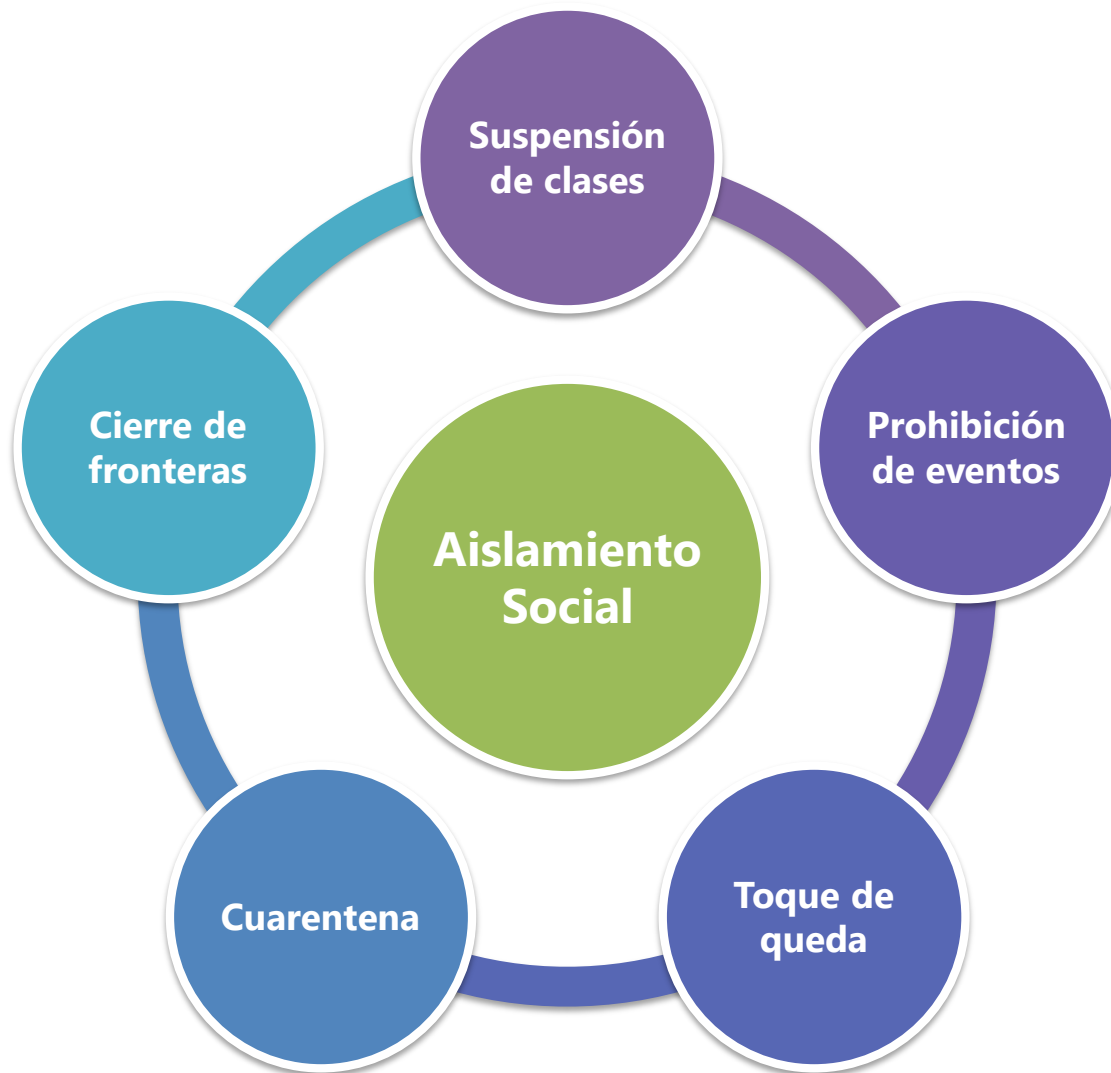 Suspensión
de clases
Cierre de
fronteras
Prohibición
de eventos
Aislamiento
Social
Cuarentena
Toque de
queda